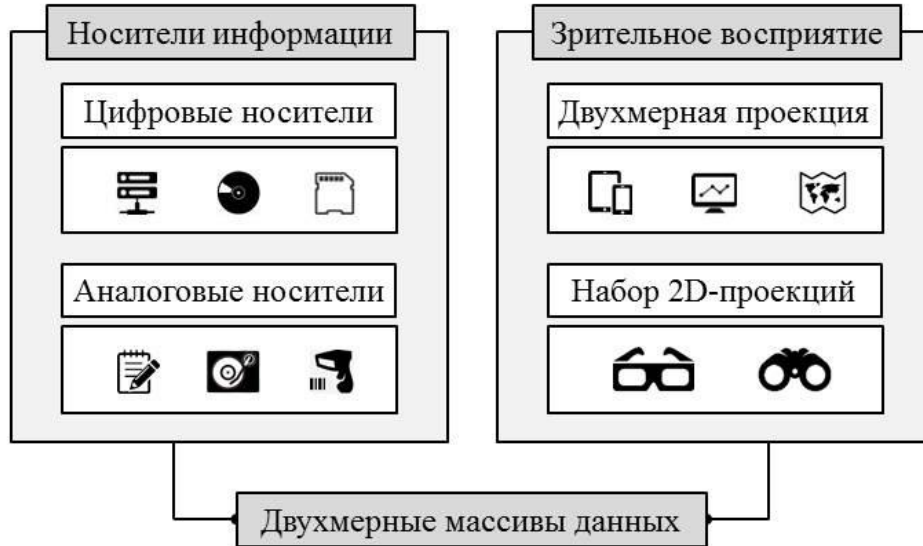 Носители информации
Цифровые носители
Аналоговые носители
Зрительное восприятие
Двухмерная проекция
Набор 2D-проекций
Двухмерные массивы данных